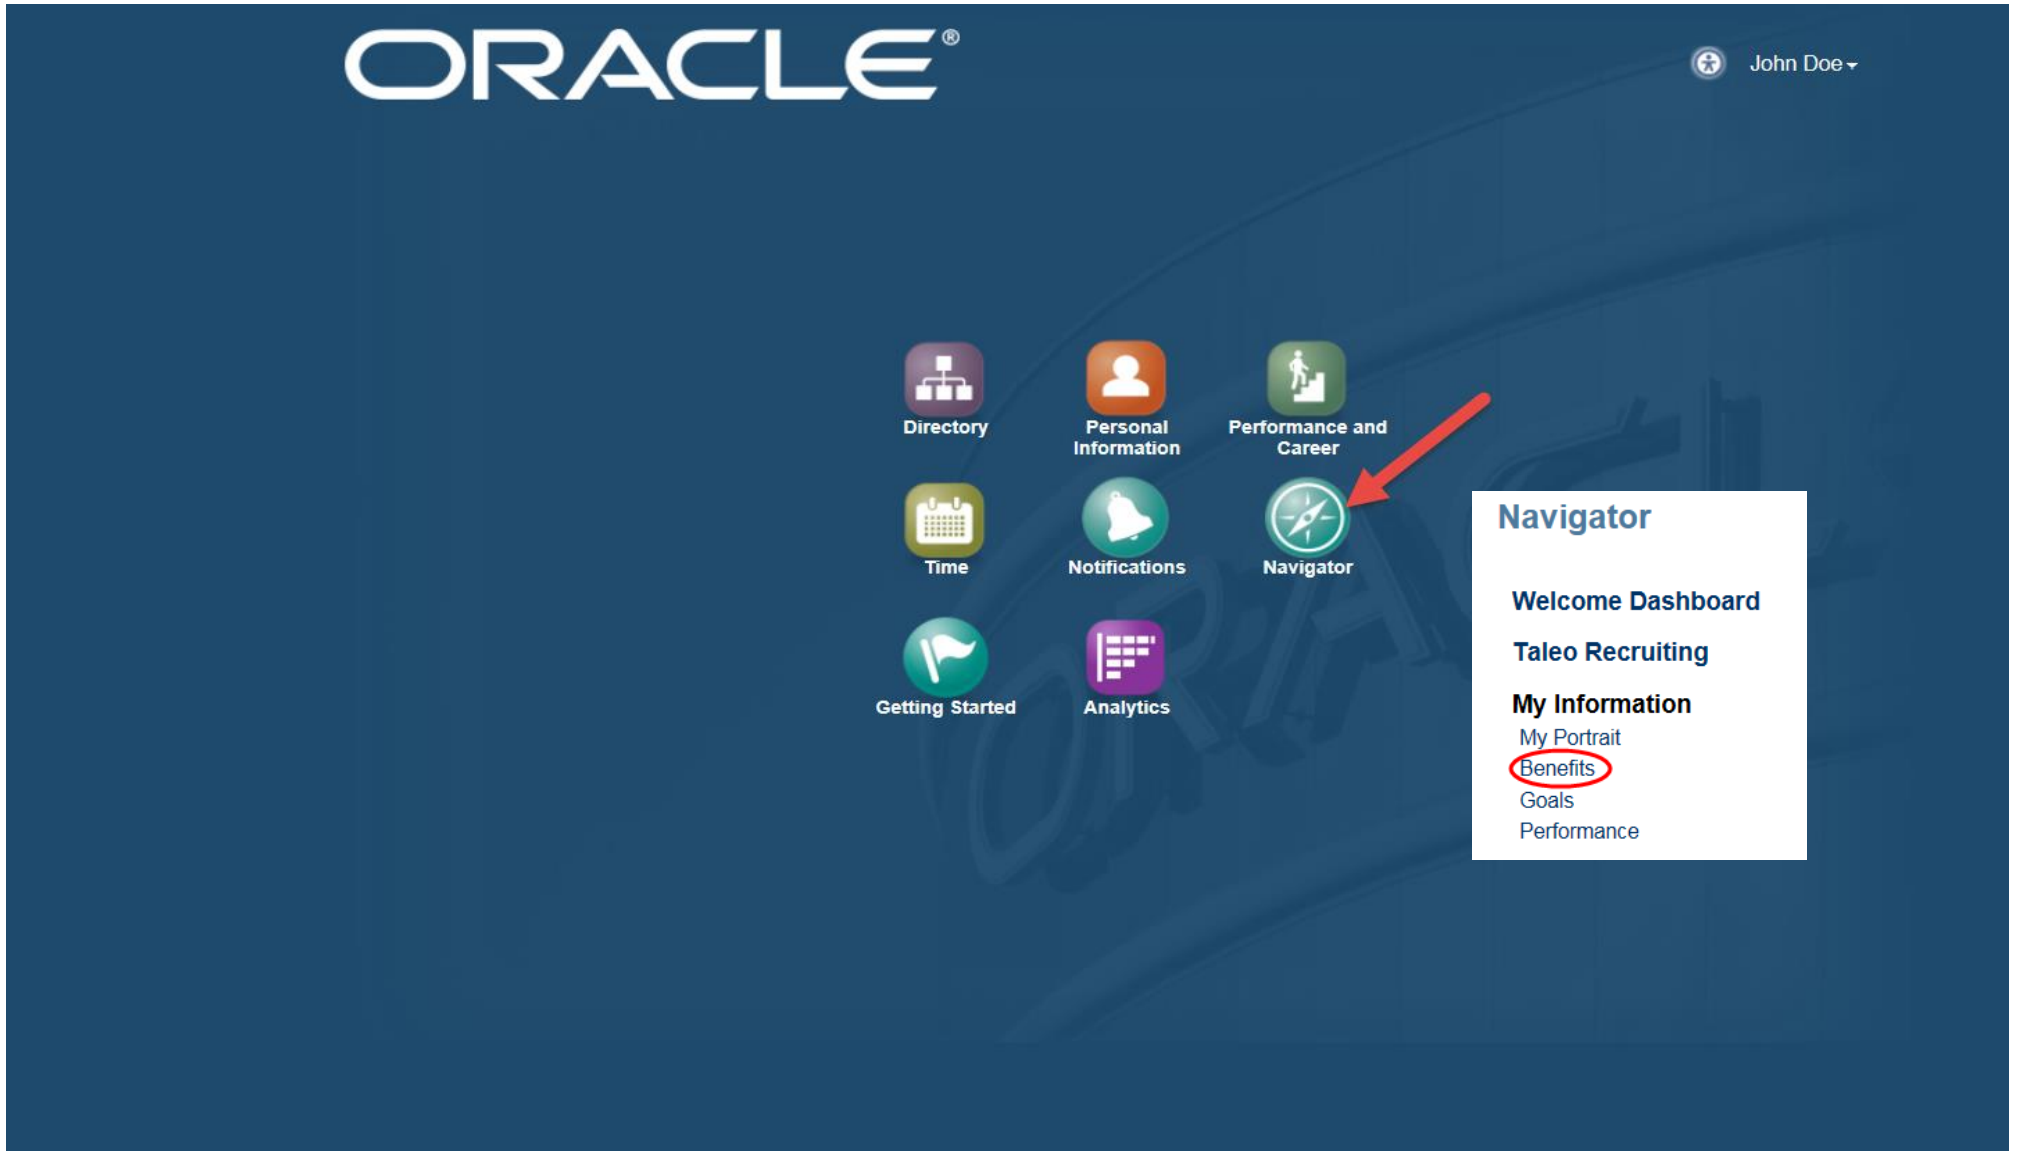 ORACLE®
John Doe
Directory
Personal
Information
Performance and
Career
Time
Notifications
Navigator
Getting Started
Analytics
Navigator
Welcome Dashboard
Taleo Recruiting
My Information
My Portrait
Benefits
Goals
Performance
ORACL